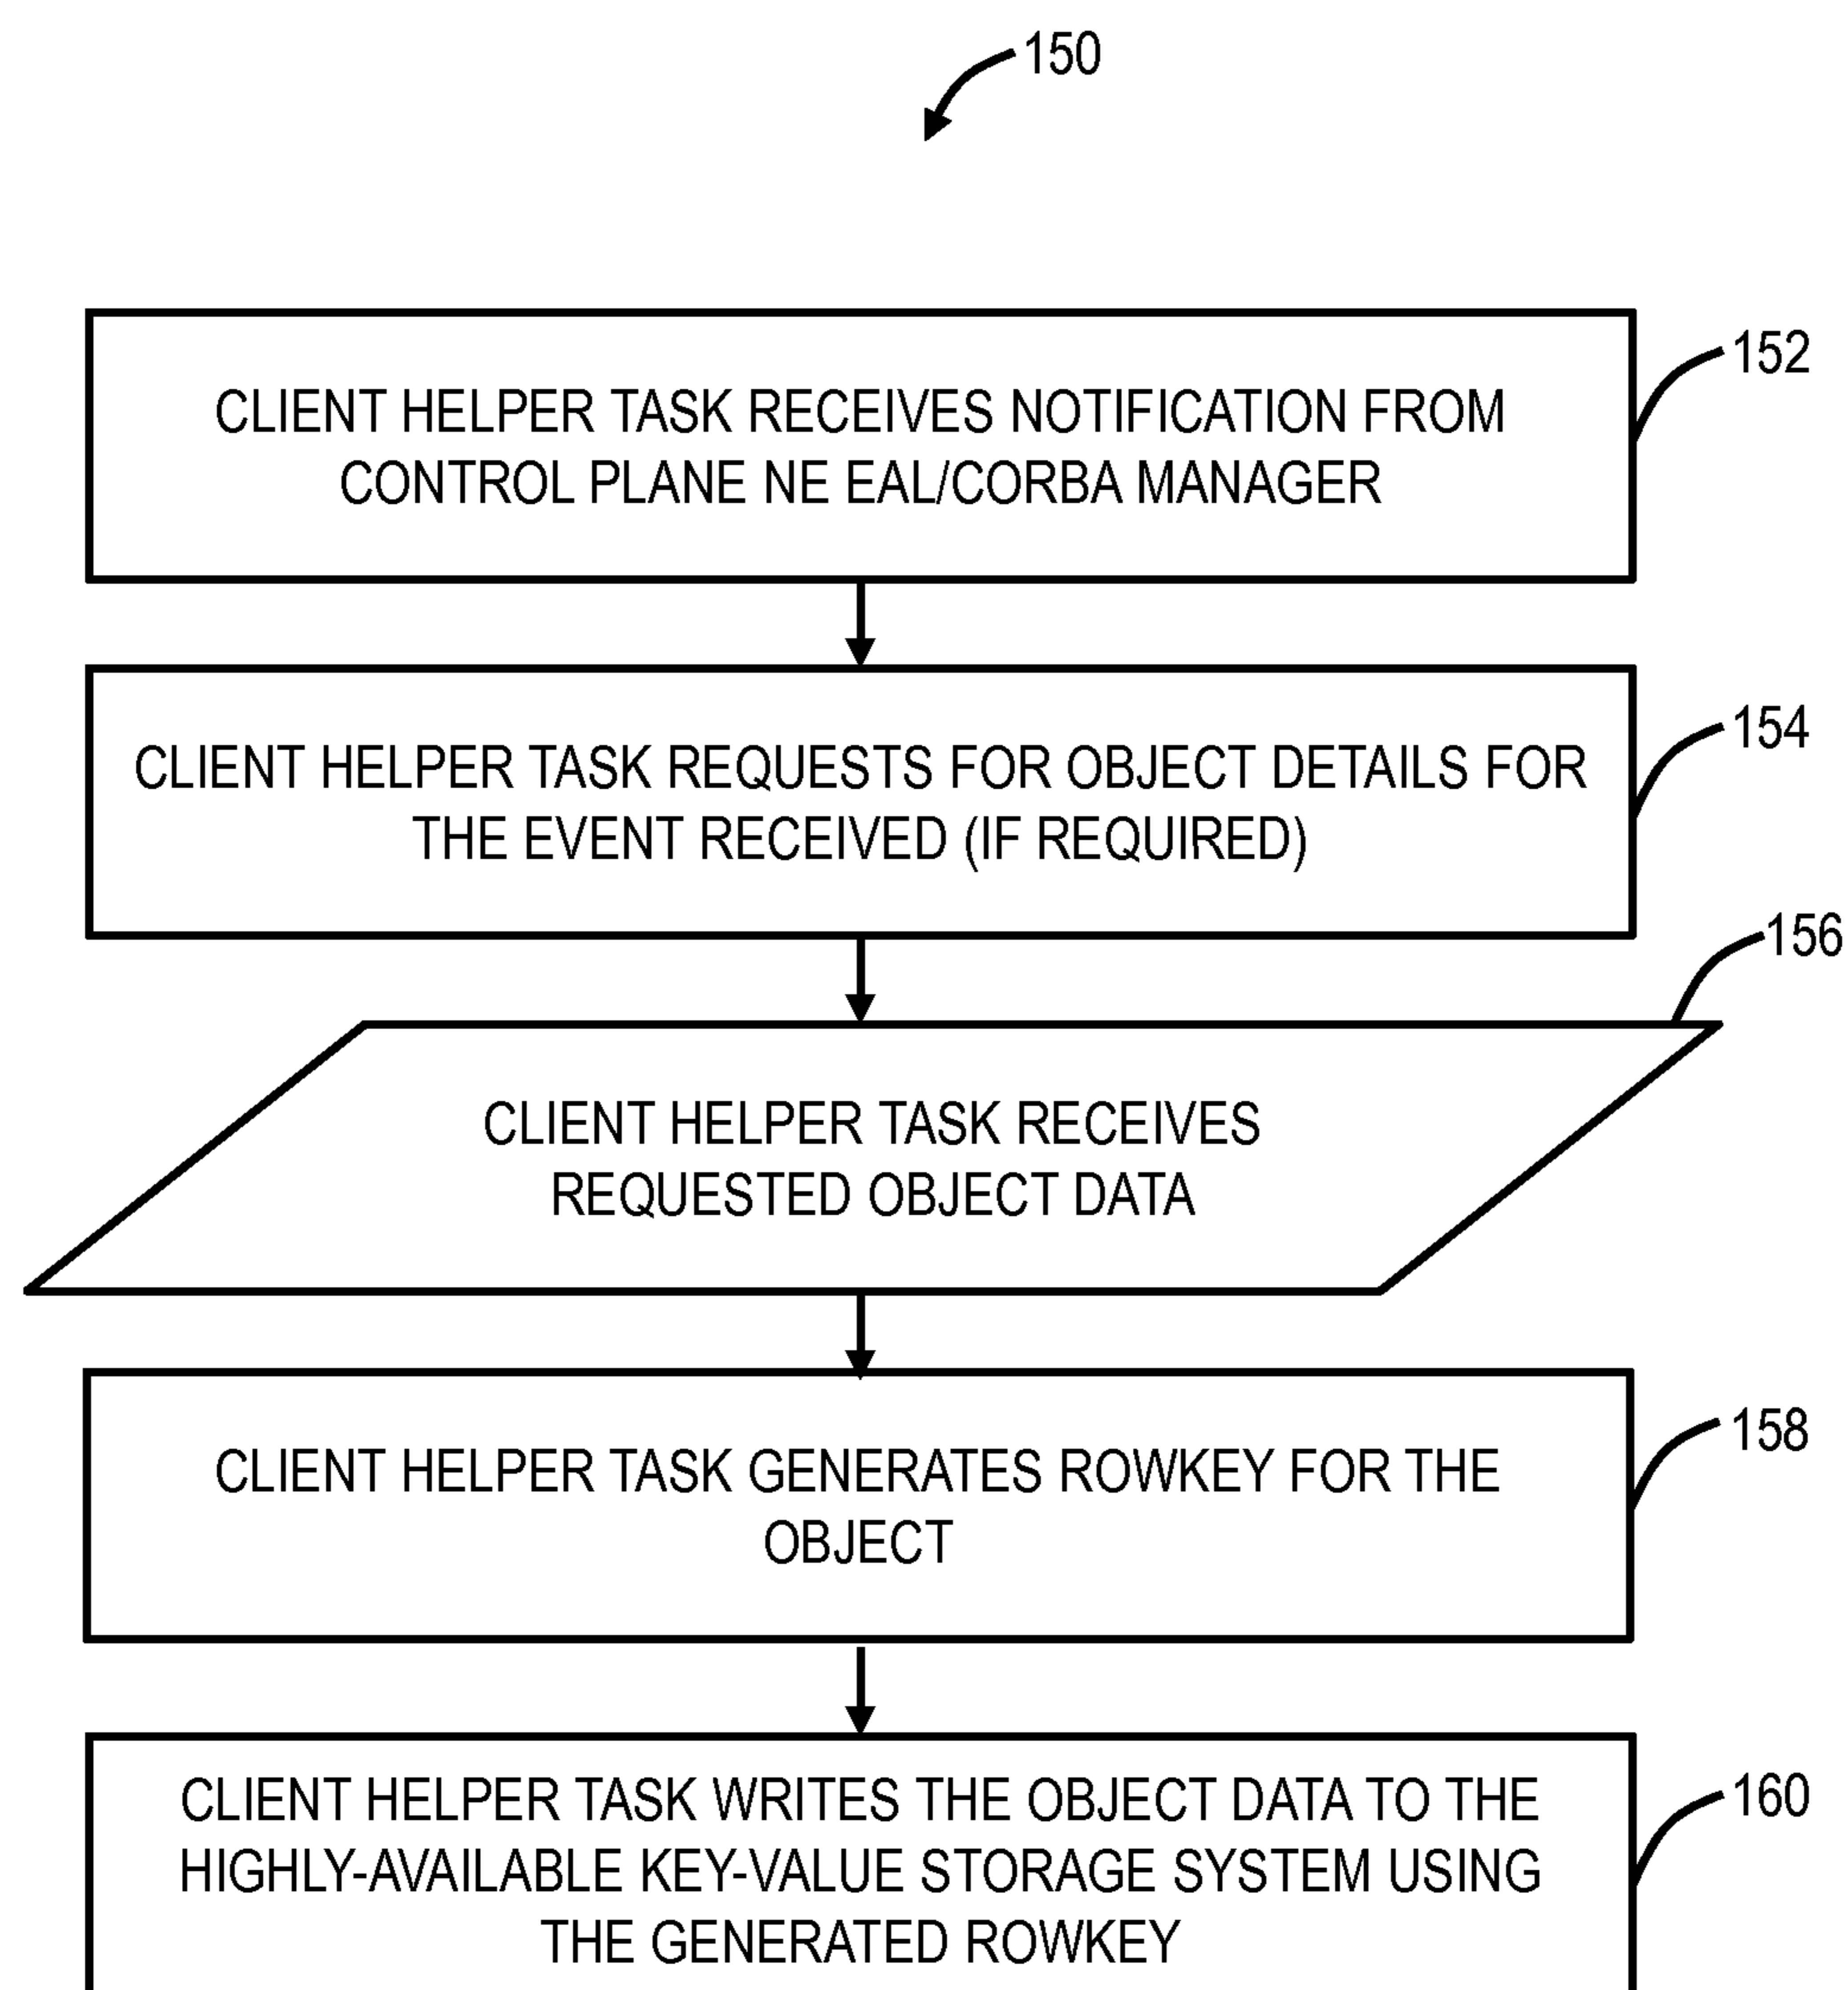 150
152
CLIENT HELPER TASK RECEIVES NOTIFICATION FROM
CONTROL PLANE NE EAL/CORBA MANAGER
154
CLIENT HELPER TASK REQUESTS FOR OBJECT DETAILS FOR
THE EVENT RECEIVED (IF REQUIRED)
156
CLIENT HELPER TASK RECEIVES
REQUESTED OBJECT DATA
158
CLIENT HELPER TASK GENERATES ROWKEY FOR THE
OBJECT
160
CLIENT HELPER TASK WRITES THE OBJECT DATA TO THE
HIGHLY-AVAILABLE KEY-VALUE STORAGE SYSTEM USING
THE GENERATED ROWKEY